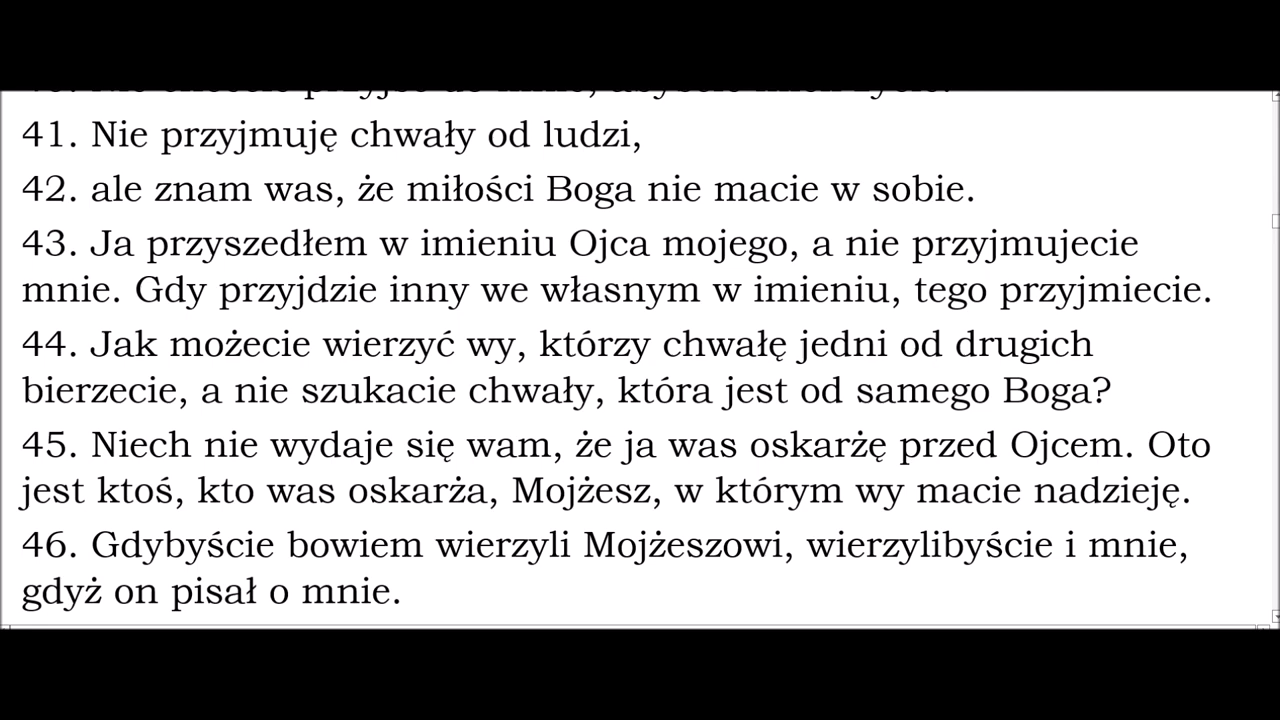 41. Nie przyjmuję chwały od ludzi,
42. ale znam was, że miłości Boga nie macie w sobie.
43. Ja przyszedłem w imieniu Ojca mojego, a nie przyjmujecie
mnie. Gdy przyjdzie inny we własnym w imieniu, tego przyjmiecie.
44. Jak możecie wierzyć wy, którzy chwałę jedni od drugich
bierzecie, a nie szukacie chwały, która jest od samego Boga?
45. Niech nie wydaje się wam, że ja was oskarżę przed Ojcem. Oto
jest ktoś, kto was oskarża, Mojżesz, w którym wy macie nadzieję.
46. Gdybyście bowiem wierzyli Mojżeszowi, wierzylibyście i mnie,
gdyż on pisał o mnie.